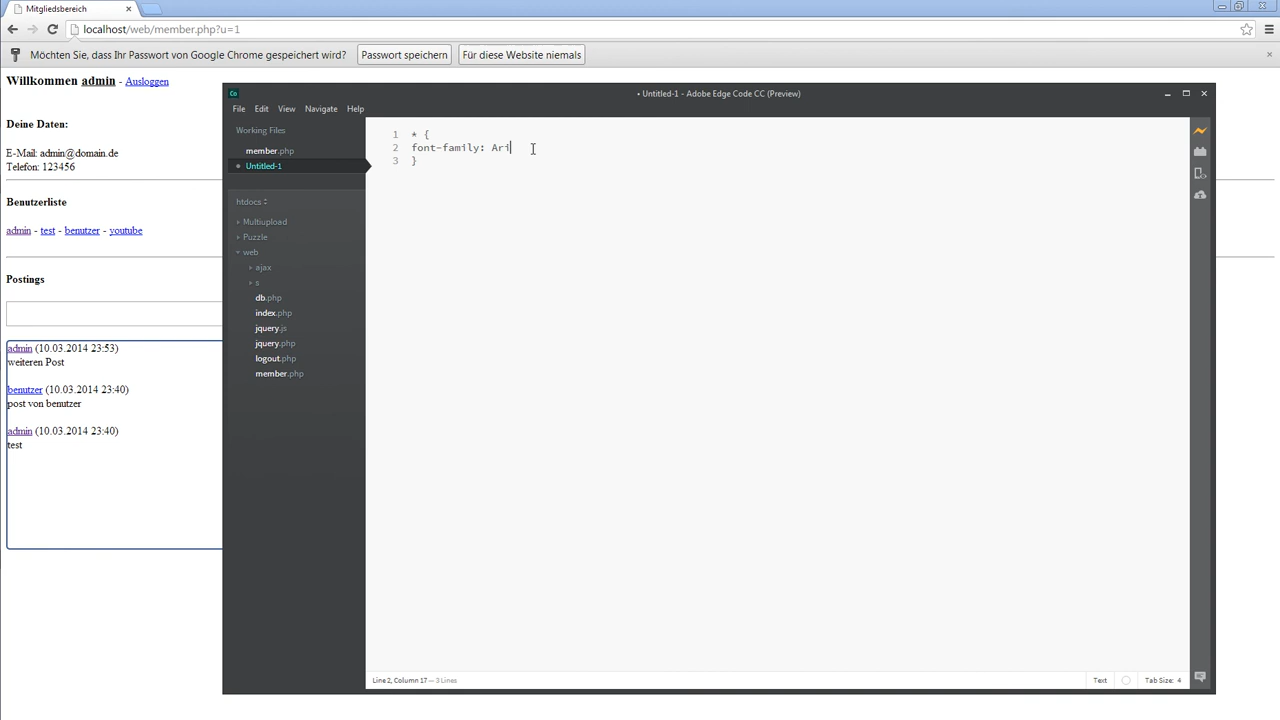 Mitgliedsbereich
localhost/web/member.php?u=1
Möchten Sie, dass Ihr Passwort von Google Chrome gespeichert wird?
Passwort speichern
Für diese Website niemals
Willkommen admin - Ausloggen
Deine Daten:
E-Mail: admin@domain.de
Telefon: 123456
Benutzerliste
admin - test - benutzer - youtube
Postings
admin (10.03.2014 23:53)
weiteren Post
benutzer (10.03.2014 23:40)
post von benutzer
admin (10.03.2014 23:40)
test
Co
• Untitled-1 - Adobe Edge Code CC (Preview)
File Edit View Navigate Help
Working Files
member.php
Untitled-1
htdocs
Multiupload
Puzzle
web
ajax
s
db.php
index.php
jquery.js
jquery.php
logout.php
member.php
1 * {
2 font-family: Ari
3 }
Line 2, Column 17 — 3 Lines
Text
Tab Size: 4